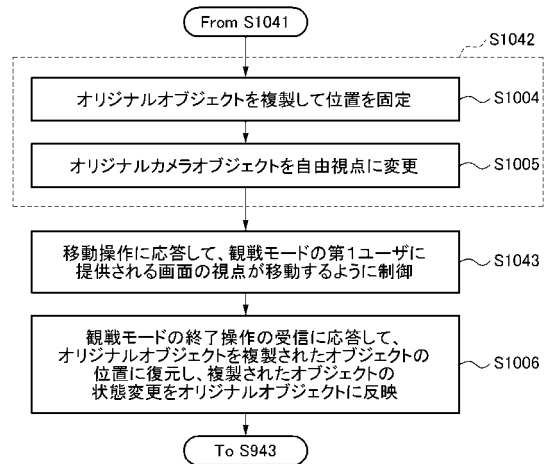 From S1041
S1042
オリジナルオブジェクトを複製して位置を固定
S1004
オリジナルカメラオブジェクトを自由視点に変更
S1005
移動操作に応答して、観戦モードの第1ユーザに
提供される画面の視点が移動するように制御
S1043
観戦モードの終了操作の受信に応答して、
オリジナルオブジェクトを複製されたオブジェクトの
位置に復元し、複製されたオブジェクトの
状態変更をオリジナルオブジェクトに反映
S1006
To S943